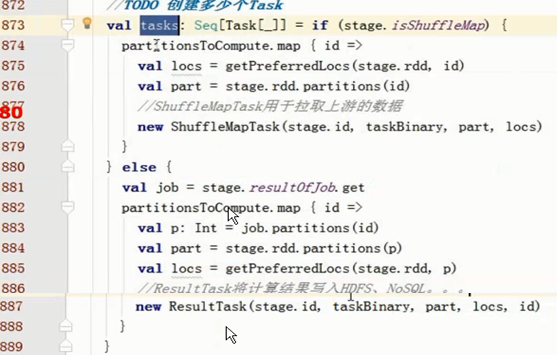 872 //TODO 创建多少个Task
873 val tasks: Seq[Task[_]] = if (stage.isShuffleMap) {
874 partitionsToCompute.map { id =>
875 val locs = getPreferredLocs(stage.rdd, id)
876 val part = stage.rdd.partitions(id)
877 //ShuffleMapTask用于拉取上游的数据
80
878 new ShuffleMapTask(stage.id, taskBinary, part, locs)
879 }
880 } else {
881 val job = stage.resultOfJob.get
882 partitionsToCompute.map { id =>
883 val p: Int = job.partitions(id)
884 val part = stage.rdd.partitions(p)
885 val locs = getPreferredLocs(stage.rdd, p)
886 //ResultTask将计算结果写入HDFS、NoSQL。。。
887 new ResultTask(stage.id, taskBinary, part, locs, id)
888 }
889 }